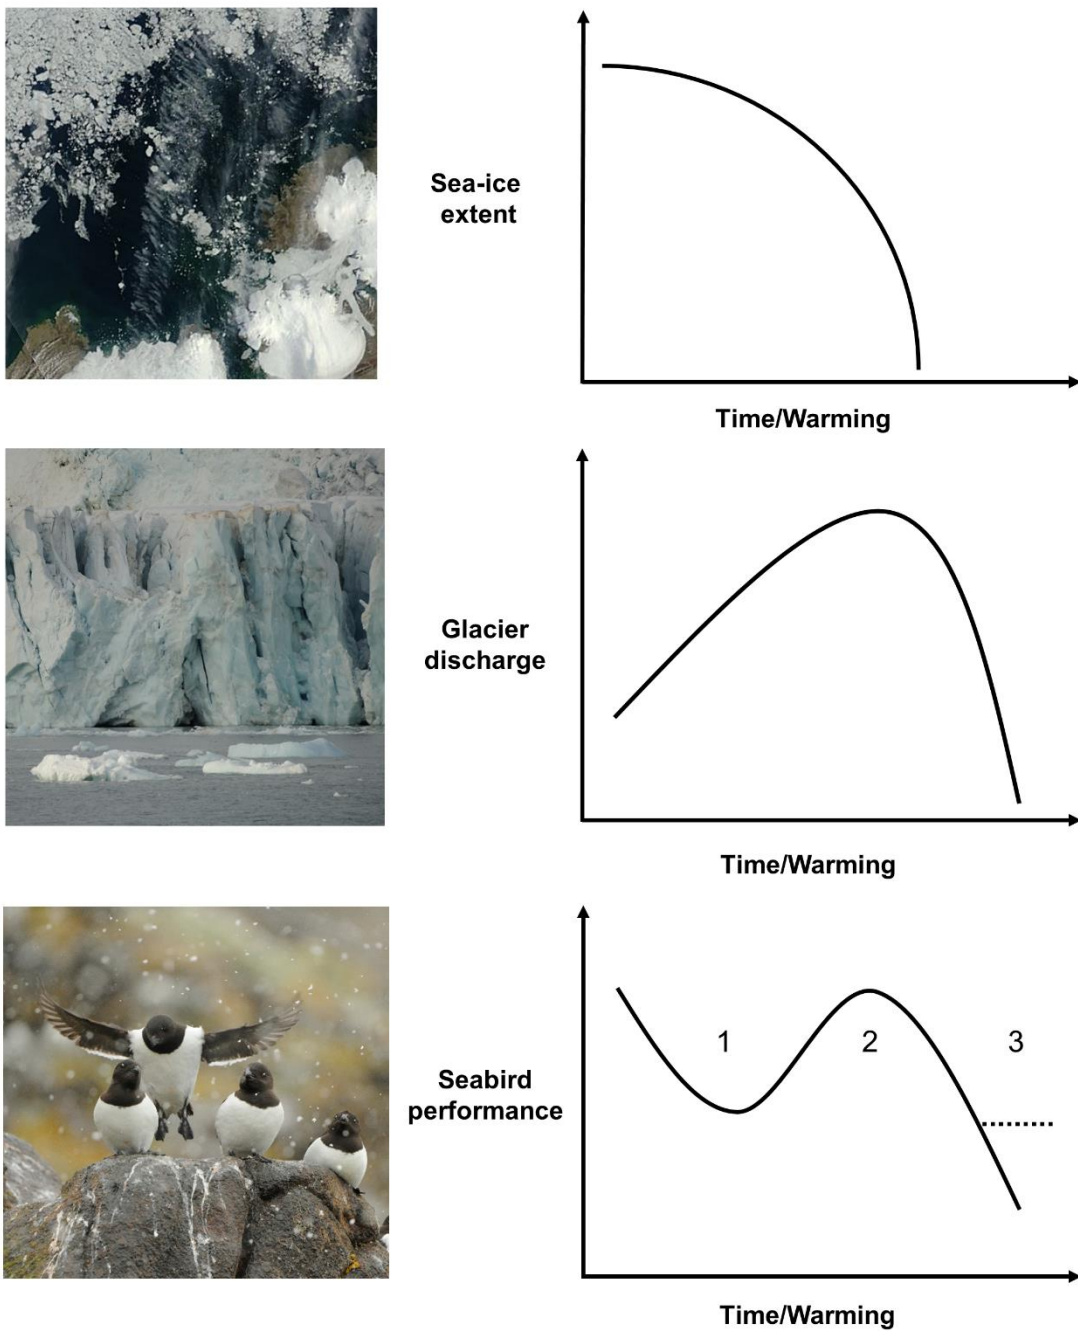 Sea-ice
extent
Time/Warming
Glacier
discharge
Time/Warming
1
2
3
Seabird
performance
Time/Warming